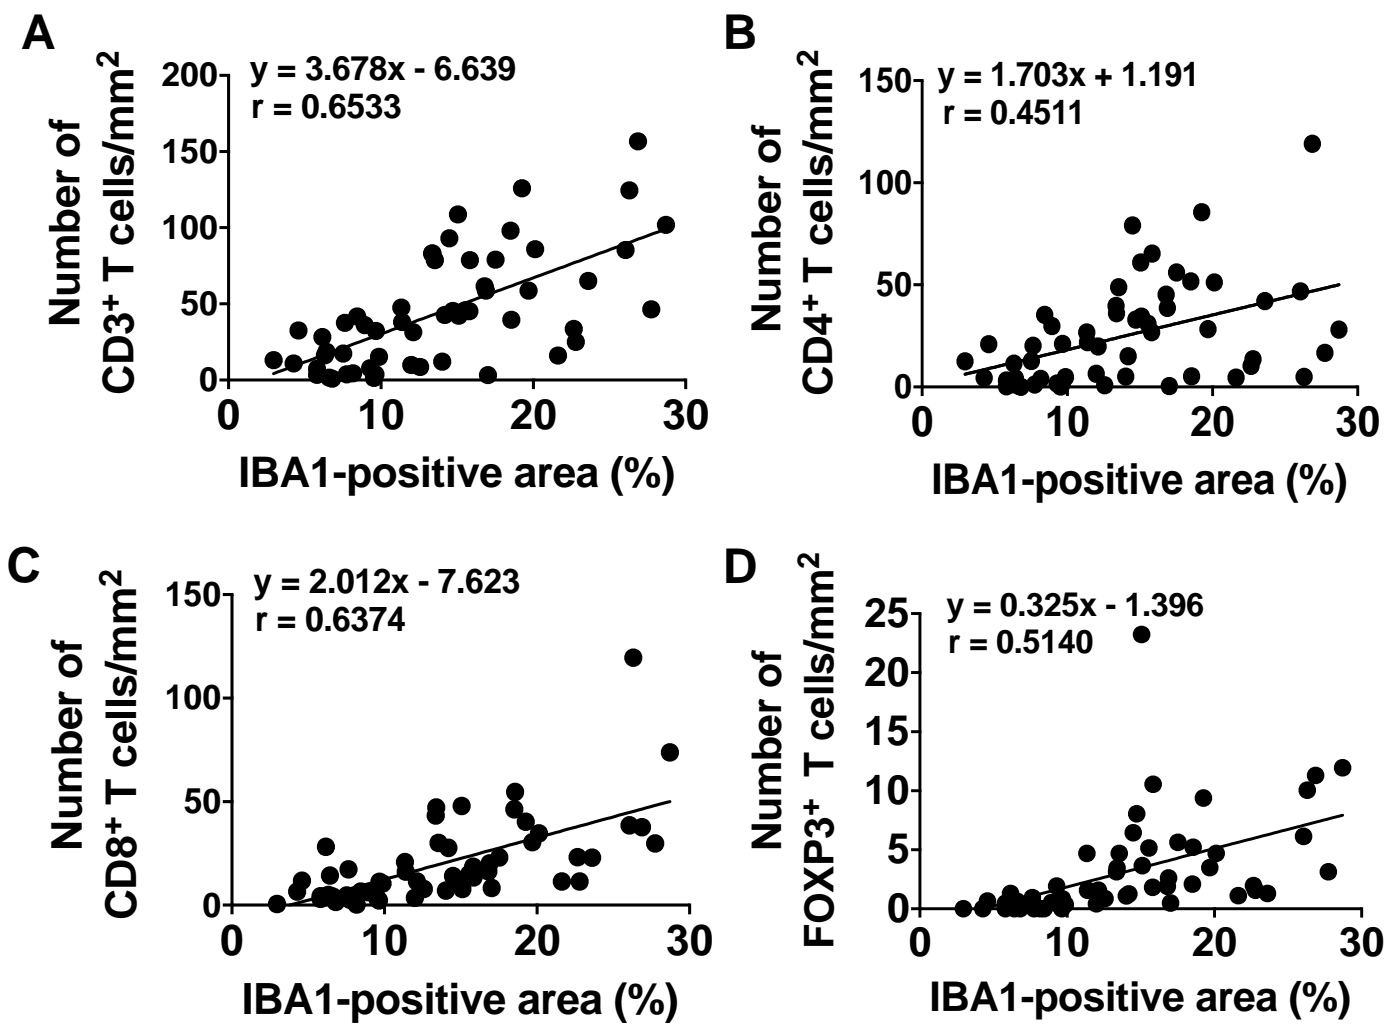 A
y = 3.678x - 6.639
r = 0.6533
Number of
CD3+ T cells/mm2
200
150
100
50
0
0 10 20 30
IBA1-positive area (%)
B
y = 1.703x + 1.191
r = 0.4511
Number of
CD4+ T cells/mm2
150
100
50
0
0 10 20 30
IBA1-positive area (%)
C
y = 2.012x - 7.623
r = 0.6374
Number of
CD8+ T cells/mm2
150
100
50
0
0 10 20 30
IBA1-positive area (%)
D
y = 0.325x - 1.396
r = 0.5140
Number of
FOXP3+ T cells/mm2
25
20
15
10
5
0
0 10 20 30
IBA1-positive area (%)